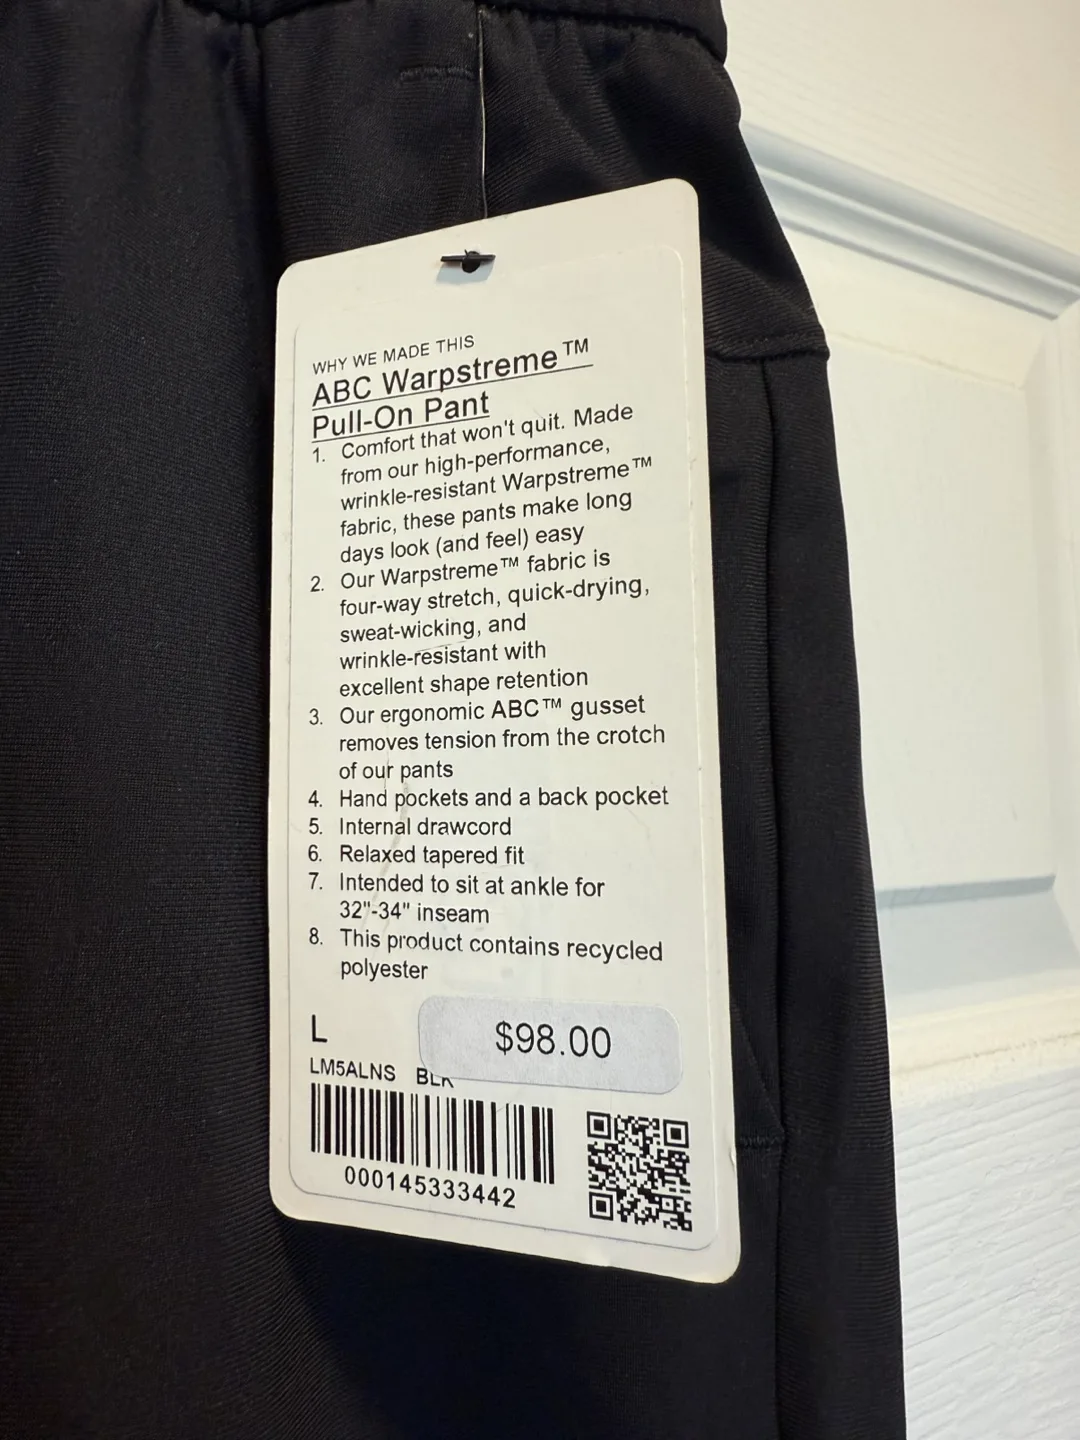 WHY WE MADE THIS
ABC Warpstreme™
Pull-On Pant
1. Comfort that won't quit. Made
from our high-performance,
wrinkle-resistant Warpstreme™
fabric, these pants make long
days look (and feel) easy
2. Our Warpstreme™ fabric is
four-way stretch, quick-drying,
sweat-wicking, and
wrinkle-resistant with
excellent shape retention
3. Our ergonomic ABC™ gusset
removes tension from the crotch
of our pants
4. Hand pockets and a back pocket
5. Internal drawcord
6. Relaxed tapered fit
7. Intended to sit at ankle for
32"-34" inseam
8. This product contains recycled
polyester
L
$98.00
LM5ALNS BLK
000145333442